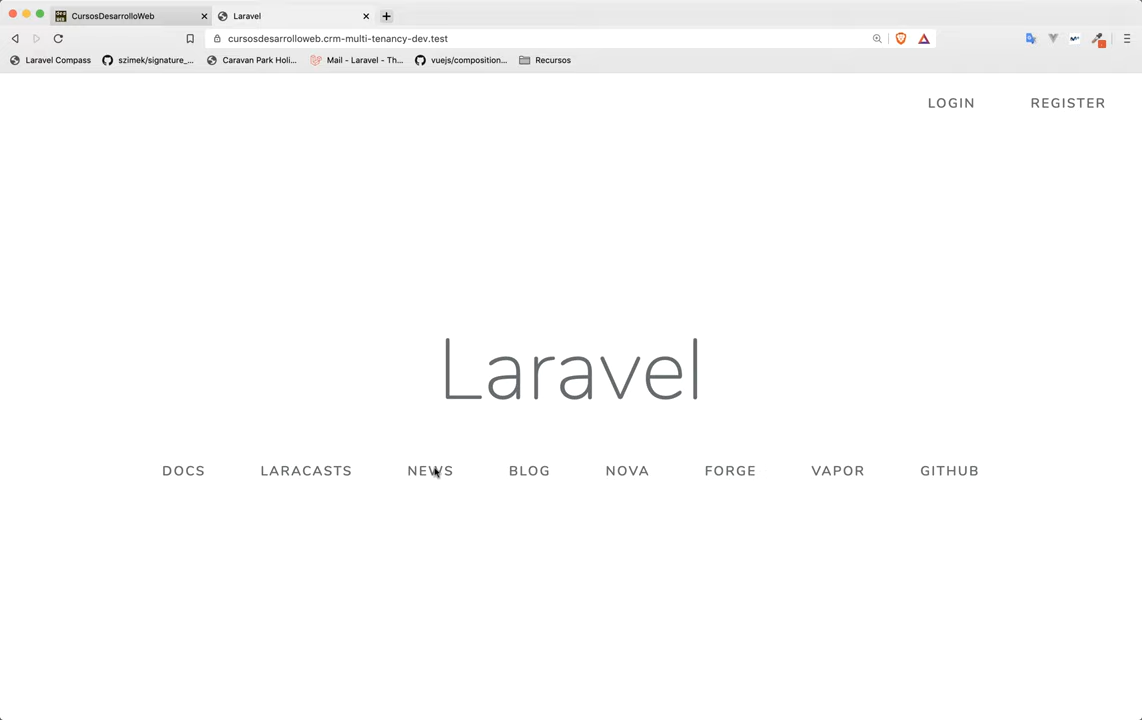 CursosDesarrolloWeb Laravel
cursosdesarrolloweb.crm-multi-tenancy-dev.test
Laravel Compass szimek/signature_... Caravan Park Holi... Mail - Laravel - Th... vuejs/composition... Recursos
LOGIN REGISTER
Laravel
DOCS LARACASTS NEWS BLOG NOVA FORGE VAPOR GITHUB